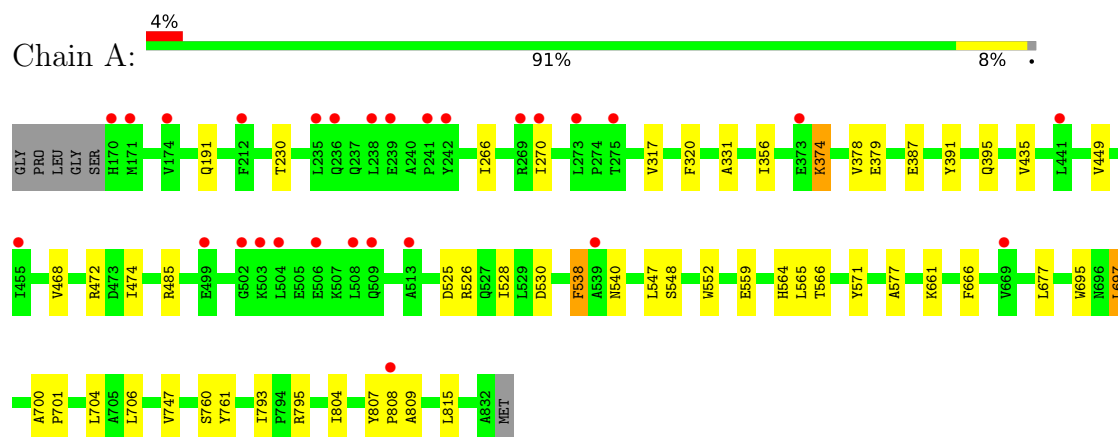 4%
Chain A:
91% 8% •
GLY PRO LEU GLY SER H170 M171 V174 Q191 F212 T230 L235 Q236 Q237 L238 E239 A240 P241 Y242 I266 R269 I270 L273 P274 T275 V317 F320 A331 I356 E373 K374 V378 E379 E387 Y391 Q395 V435 L441 V449
I455 V468 R472 D473 I474 R485 E499 G502 K503 L504 E505 E506 K507 L508 Q509 A513 D525 R526 Q527 I528 L529 D530 F538 A539 N540 L547 S548 W552 E559 H564 L565 T566 Y571 A577 K661 F666 V669 L677 W695 N696
A700 P701 L704 A705 L706 V747 S760 Y761 I793 P794 R795 I804 Y807 P808 A809 L815 A832 MET